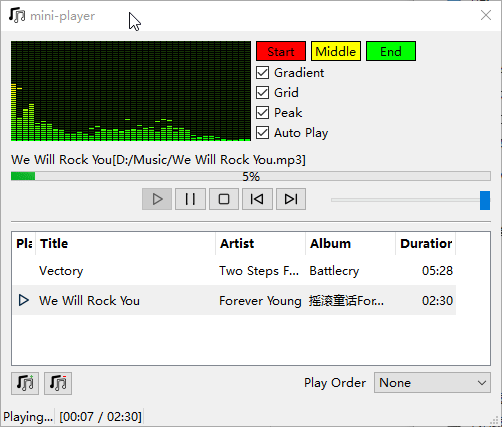 mini-player
Start Middle End
Gradient
Grid
Peak
Auto Play
We Will Rock You[D:/Music/We Will Rock You.mp3]
5%
Pla Title Artist Album Duration
Vectory Two Steps F... Battlecry 05:28
We Will Rock You Forever Young 摇滚童话For... 02:30
Play Order None
Playing... [00:07 / 02:30]